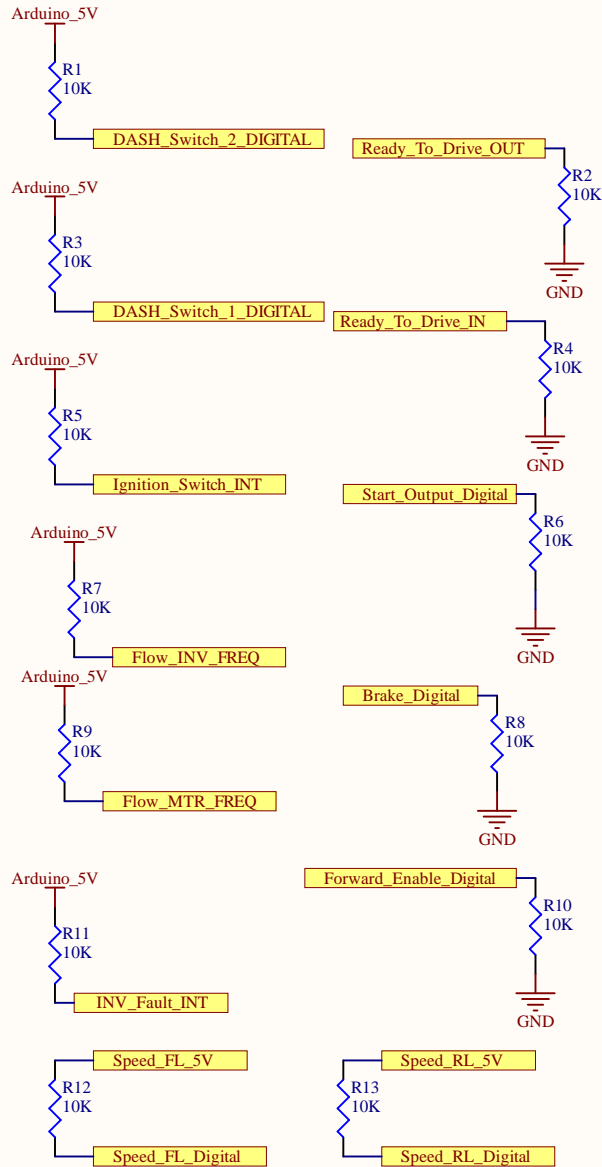 Arduino_5V
R1
10K
DASH_Switch_2_DIGITAL
Ready_To_Drive_OUT
R2
10K
GND
Arduino_5V
R3
10K
DASH_Switch_1_DIGITAL
Ready_To_Drive_IN
R4
10K
GND
Arduino_5V
R5
10K
Ignition_Switch_INT
Start_Output_Digital
R6
10K
GND
Arduino_5V
R7
10K
Flow_INV_FREQ
Arduino_5V
R9
10K
Flow_MTR_FREQ
Brake_Digital
R8
10K
GND
Arduino_5V
R11
10K
INV_Fault_INT
Forward_Enable_Digital
R10
10K
GND
Speed_FL_5V
R12
10K
Speed_FL_Digital
Speed_RL_5V
R13
10K
Speed_RL_Digital